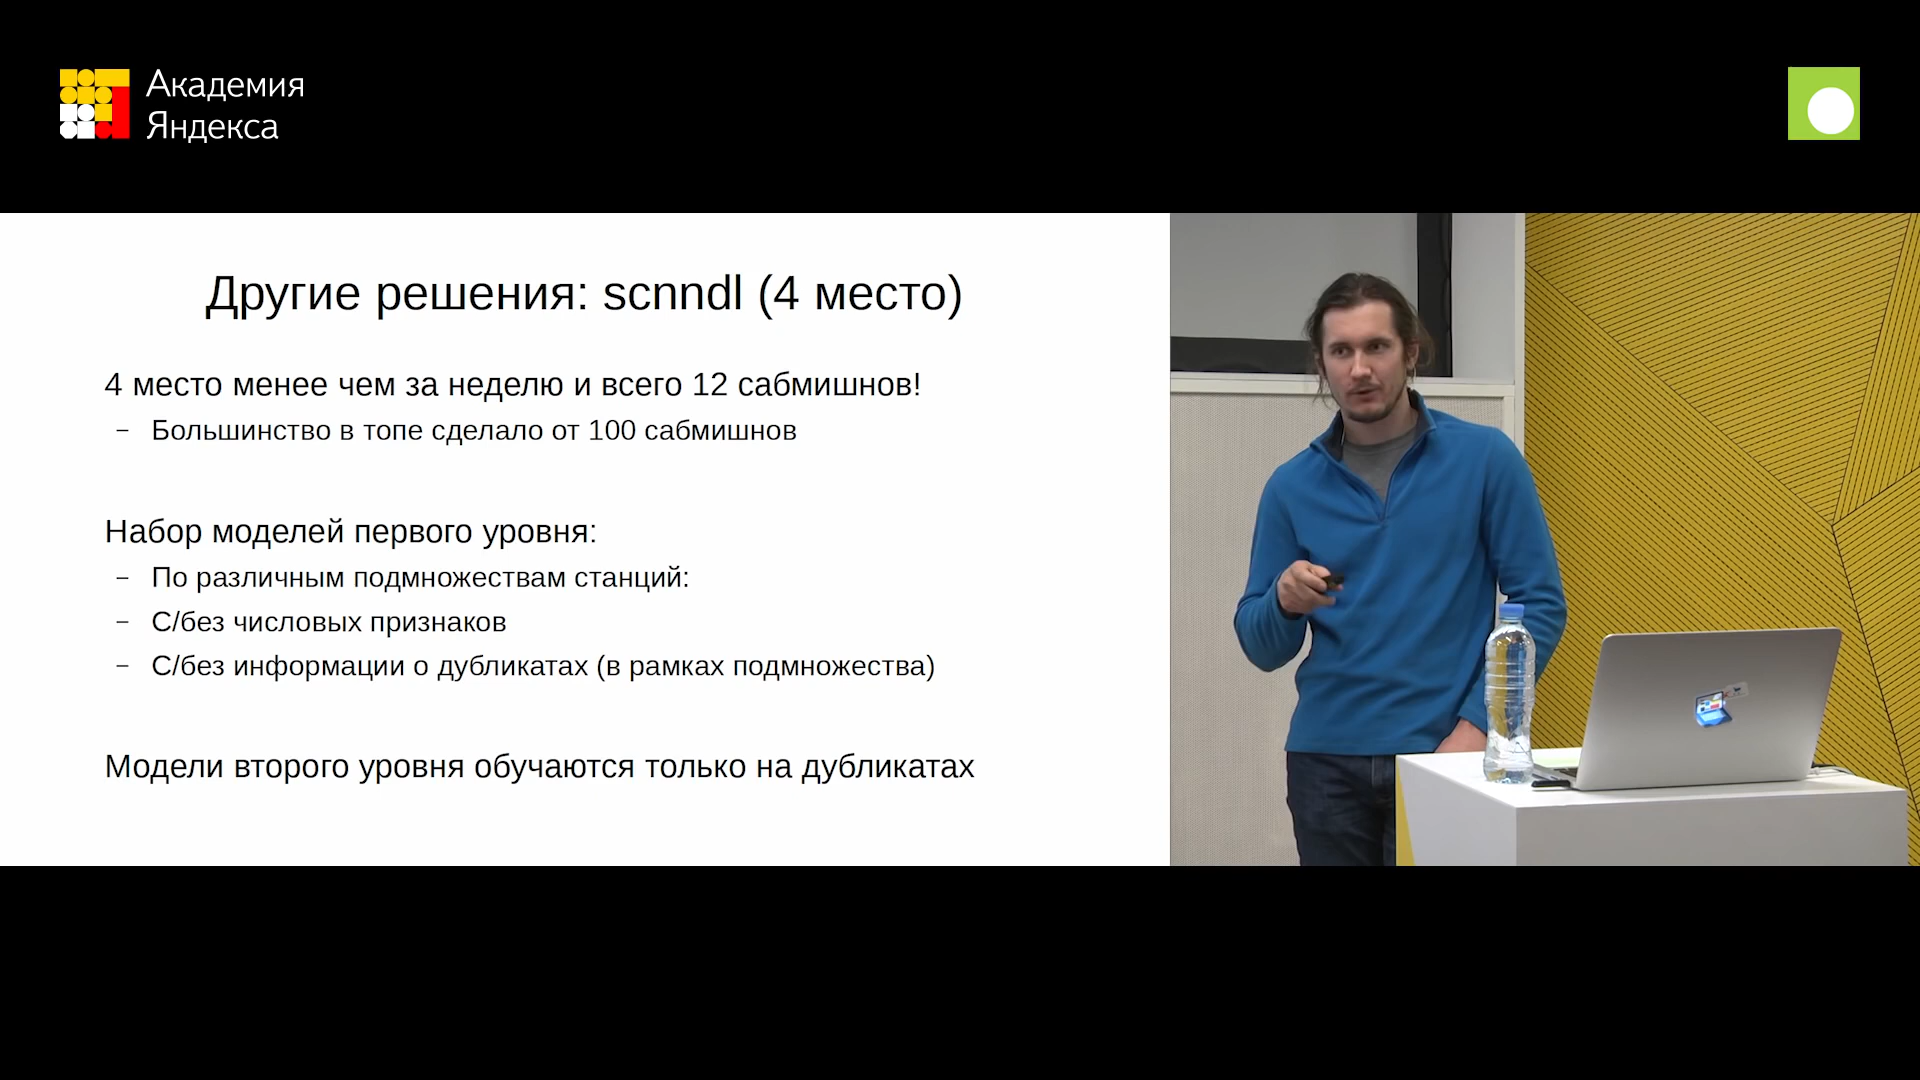 Академия
Яндекса
Другие решения: scnndl (4 место)
4 место менее чем за неделю и всего 12 сабмишнов!
– Большинство в топе сделало от 100 сабмишнов
Набор моделей первого уровня:
– По различным подмножествам станций:
– С/без числовых признаков
– С/без информации о дубликатах (в рамках подмножества)
Модели второго уровня обучаются только на дубликатах